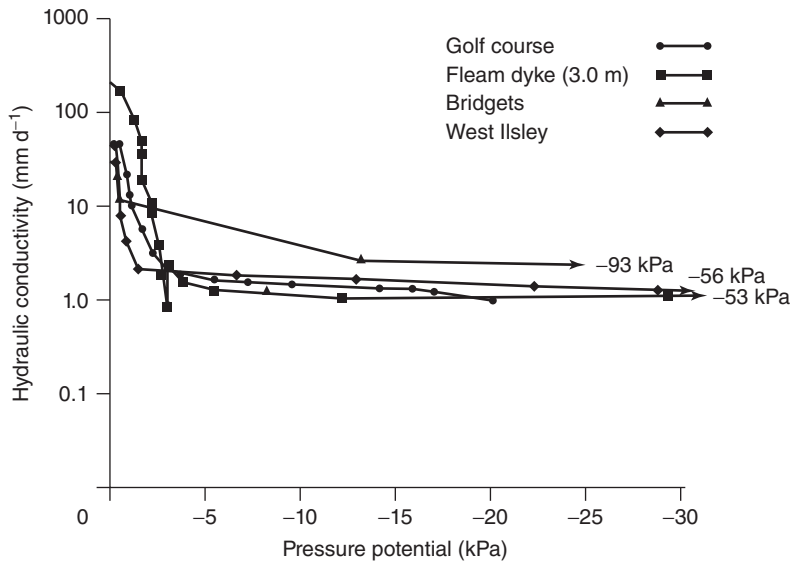 1000
100
10
1.0
0.1
Hydraulic conductivity (mm d⁻¹)
Golf course
Fleam dyke (3.0 m)
Bridgets
West Ilsley
–93 kPa
–56 kPa
–53 kPa
0
–5
–10
–15
–20
–25
–30
Pressure potential (kPa)